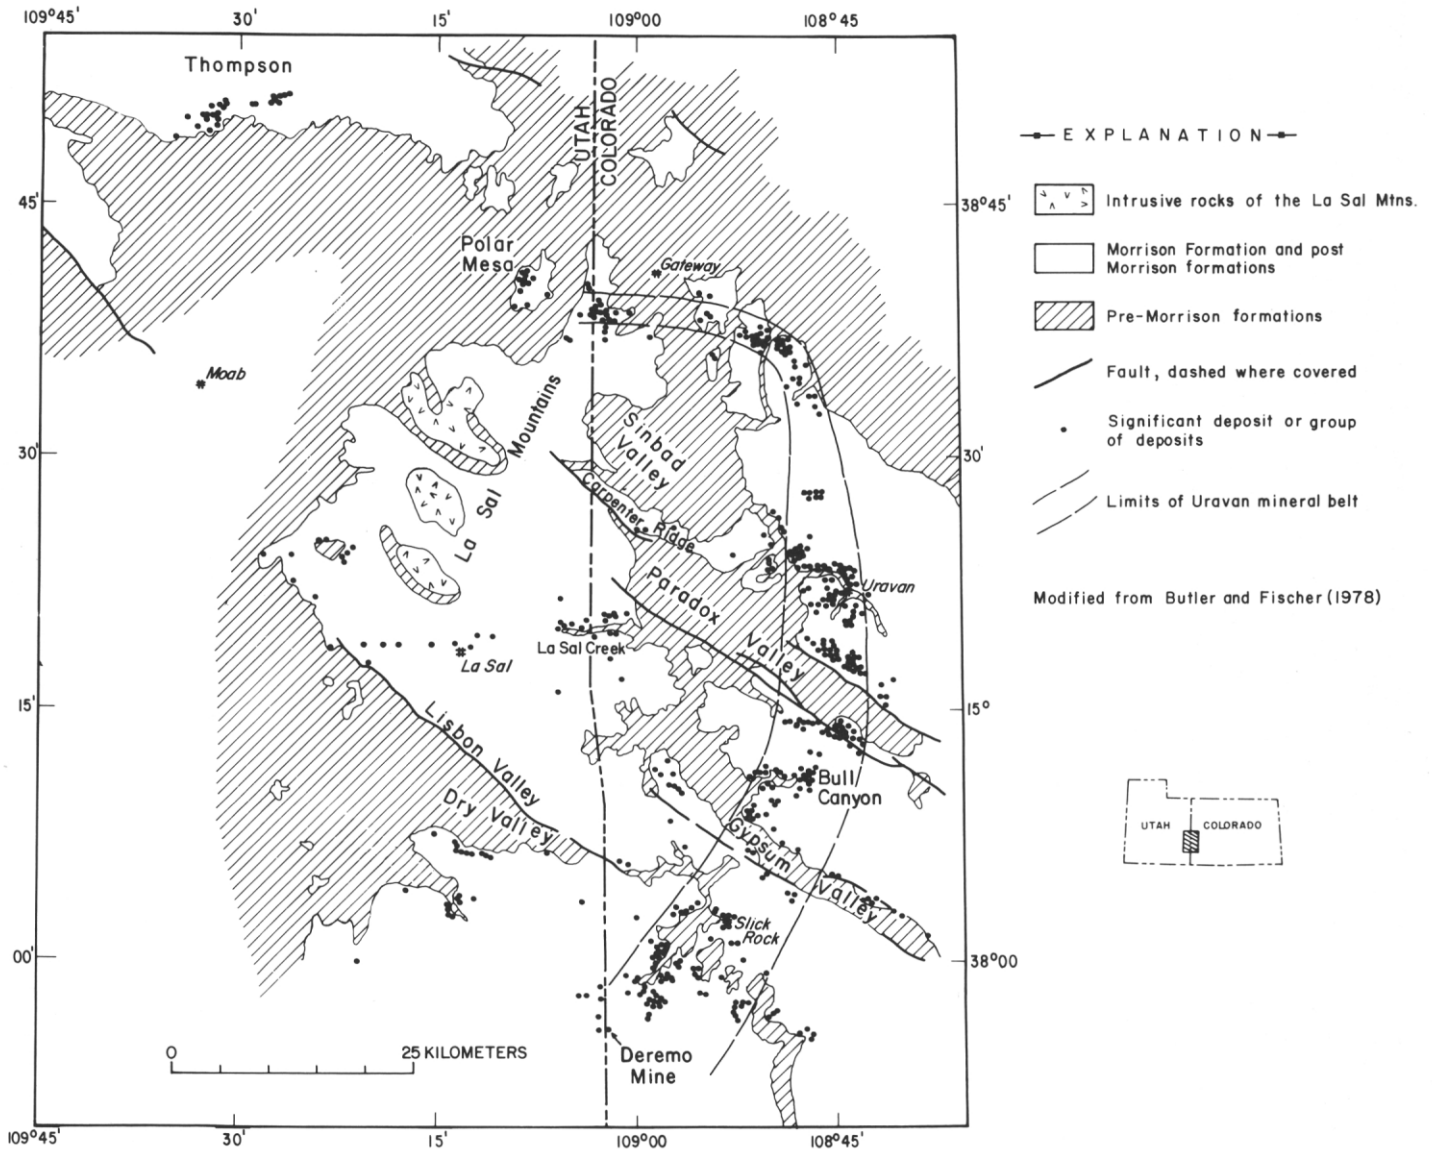 109°45' 30' 15' 109°00 108°45
Thompson
UTAH
COLORADO
45'
38°45'
Polar
Mesa
Gateway
Moab
30'
30'
La Sal Mountains
Sinbad
Valley
Carpenter Ridge
Paradox Valley
Uravan
La Sal Creek
La Sal
15'
15°
Lisbon Valley
Dry Valley
Bull
Canyon
Gypsum Valley
Slick
Rock
00'
38°00
0 25 KILOMETERS
Deremo
Mine
109°45' 30' 15' 109°00 108°45'
EXPLANATION
Intrusive rocks of the La Sal Mtns.
Morrison Formation and post
Morrison formations
Pre-Morrison formations
Fault, dashed where covered
Significant deposit or group
of deposits
Limits of Uravan mineral belt
Modified from Butler and Fischer (1978)
UTAH COLORADO